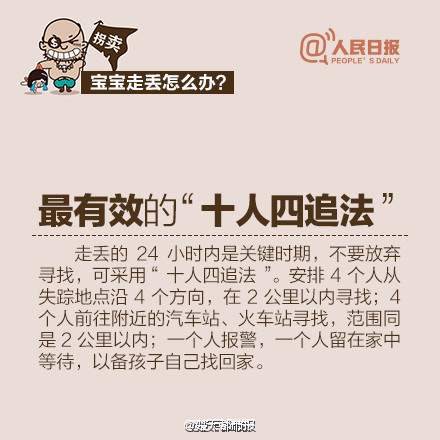 拐卖
@人民日报
PEOPLE'S DAILY
宝宝走丢怎么办？
最有效的“十人四追法”
走丢的 24 小时内是关键时期，不要放弃
寻找，可采用“十人四追法”。安排 4 个人从
失踪地点沿 4 个方向，在 2 公里以内寻找；4
个人前往附近的汽车站、火车站寻找，范围同
是 2 公里以内；一个人报警，一个人留在家中
等待，以备孩子自己找回家。
@楚天都市报